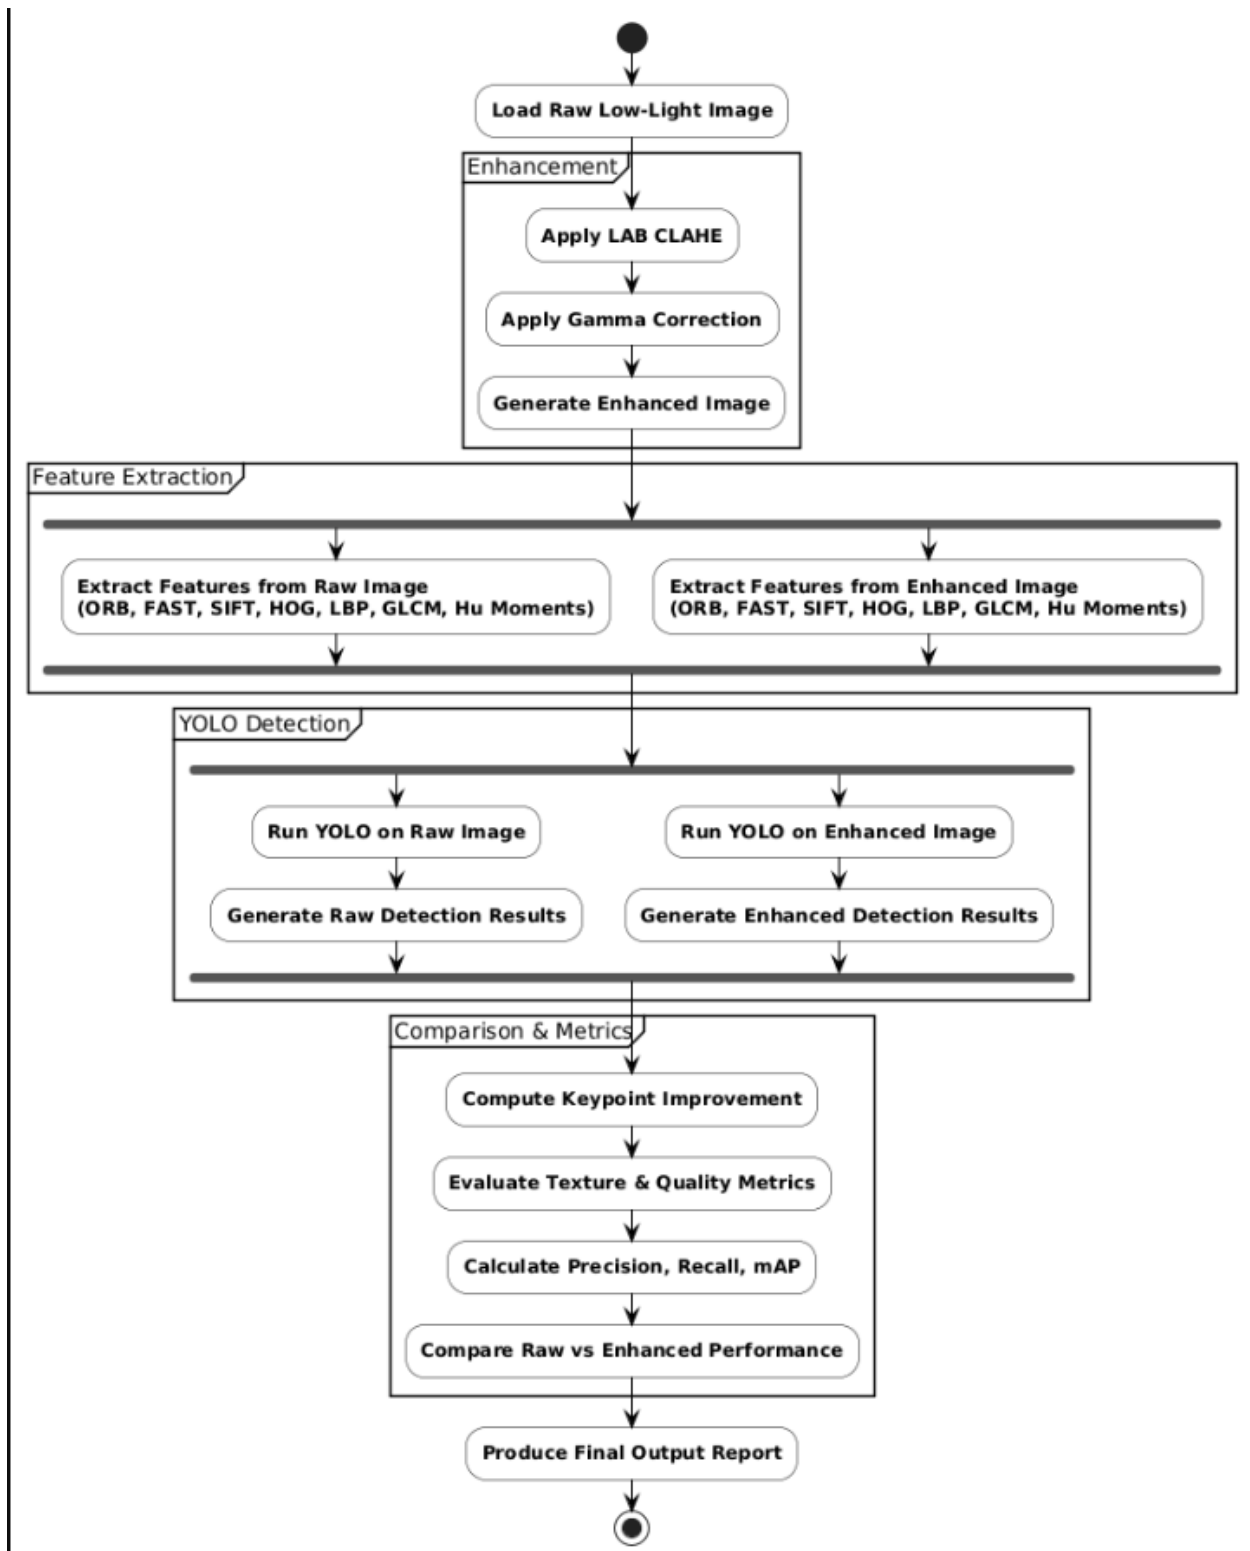 Load Raw Low-Light Image
Enhancement
Apply LAB CLAHE
Apply Gamma Correction
Generate Enhanced Image
Feature Extraction
Extract Features from Raw Image
(ORB, FAST, SIFT, HOG, LBP, GLCM, Hu Moments)
Extract Features from Enhanced Image
(ORB, FAST, SIFT, HOG, LBP, GLCM, Hu Moments)
YOLO Detection
Run YOLO on Raw Image
Generate Raw Detection Results
Run YOLO on Enhanced Image
Generate Enhanced Detection Results
Comparison & Metrics
Compute Keypoint Improvement
Evaluate Texture & Quality Metrics
Calculate Precision, Recall, mAP
Compare Raw vs Enhanced Performance
Produce Final Output Report